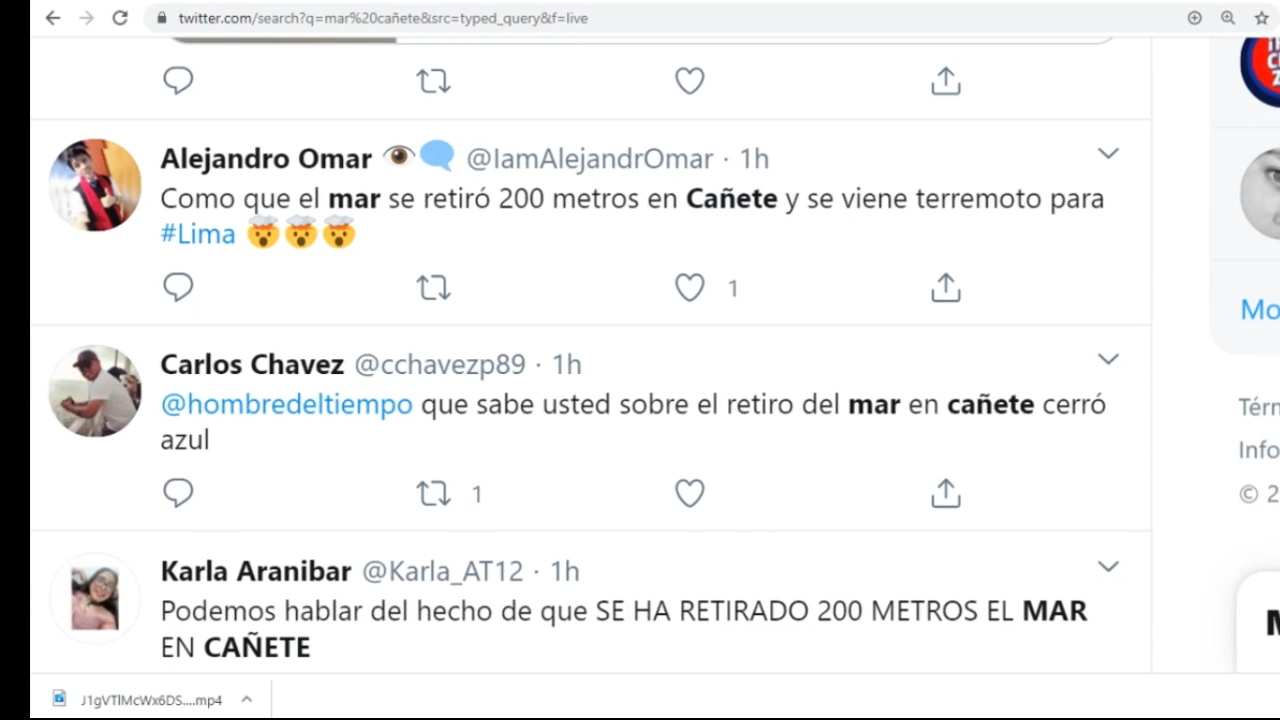 twitter.com/search?q=mar%20cañete&src=typed_query&f=live
Alejandro Omar @IamAlejandrOmar · 1h
Como que el mar se retiró 200 metros en Cañete y se viene terremoto para
#Lima
1
Carlos Chavez @cchavezp89 · 1h
@hombredeltiempo que sabe usted sobre el retiro del mar en cañete cerró
azul
1
Karla Aranibar @Karla_AT12 · 1h
Podemos hablar del hecho de que SE HA RETIRADO 200 METROS EL MAR
EN CAÑETE
Mo
Térn
Info
© 2
J1gVTlMcWx6DS....mp4